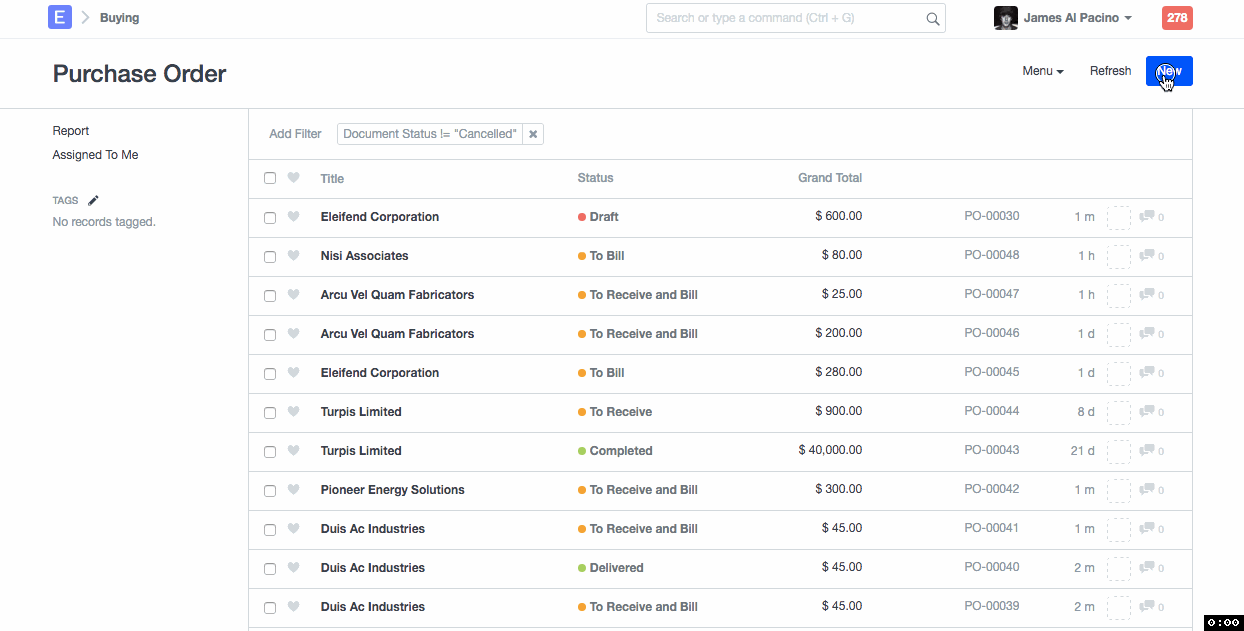 E Buying Search or type a command (Ctrl + G) James Al Pacino 278
Purchase Order Menu Refresh New
Report
Assigned To Me
TAGS
No records tagged.
Add Filter Document Status != "Cancelled" ×
Title Status Grand Total
Eleifend Corporation Draft $ 600.00 PO-00030 1 m 0
Nisi Associates To Bill $ 80.00 PO-00048 1 h 0
Arcu Vel Quam Fabricators To Receive and Bill $ 25.00 PO-00047 1 h 0
Arcu Vel Quam Fabricators To Receive and Bill $ 200.00 PO-00046 1 d 0
Eleifend Corporation To Bill $ 280.00 PO-00045 1 d 0
Turpis Limited To Receive $ 900.00 PO-00044 8 d 0
Turpis Limited Completed $ 40,000.00 PO-00043 21 d 0
Pioneer Energy Solutions To Receive and Bill $ 300.00 PO-00042 1 m 0
Duis Ac Industries To Receive and Bill $ 45.00 PO-00041 1 m 0
Duis Ac Industries Delivered $ 45.00 PO-00040 2 m 0
Duis Ac Industries To Receive and Bill $ 45.00 PO-00039 2 m 0
0:00